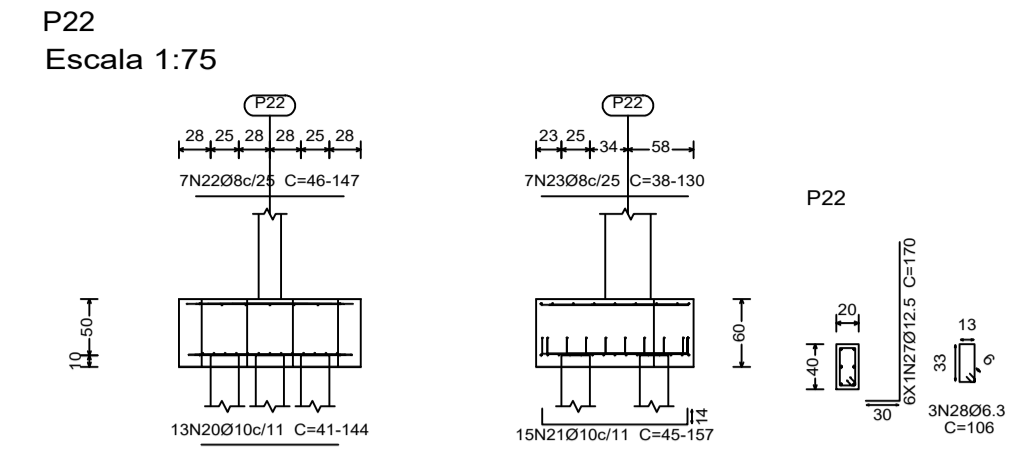 P22
Escala 1:75
P22
28 25 28 28 25 28
7N22Ø8c/25 C=46-147
50
10
13N20Ø10c/11 C=41-144
P22
23 25 34 58
7N23Ø8c/25 C=38-130
60
14
15N21Ø10c/11 C=45-157
P22
20
40
6X1N27Ø12.5 C=170
30
13
33
6
3N28Ø6.3
C=106